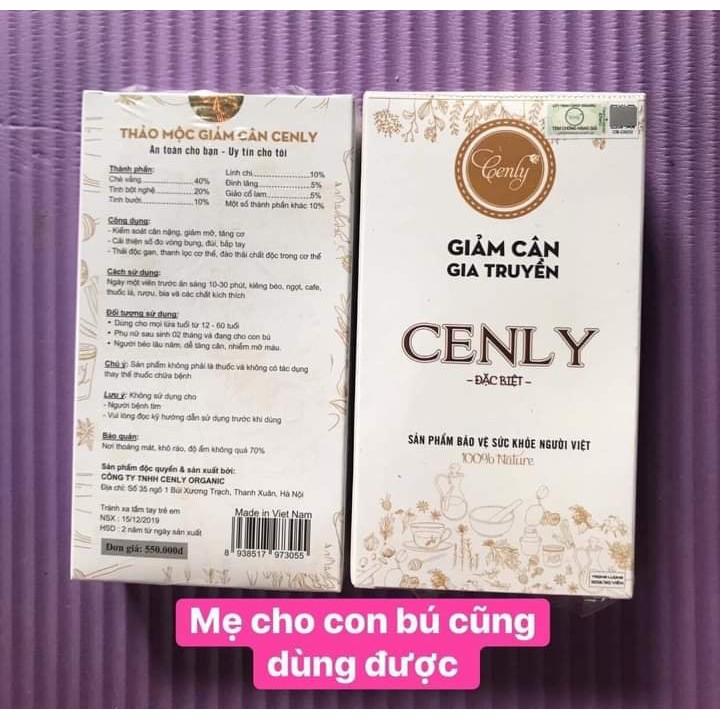 THẢO MỘC GIẢM CÂN CENLY
An toàn cho bạn - Uy tín cho tôi
Thành phần:
Chè vằng 40%
Tinh bột nghệ 20%
Tinh bưởi 10%
Linh chi 10%
Đinh lăng 5%
Giảo cổ lam 5%
Một số thành phần khác 10%
Công dụng:
- Kiểm soát cân nặng, giảm mỡ, tăng cơ
- Cải thiện số đo vòng bụng, đùi, bắp tay
- Thải độc gan, thanh lọc cơ thể, đào thải chất độc trong cơ thể
Cách sử dụng:
Ngày một viên trước ăn sáng 10-30 phút, kiêng béo, ngọt, cafe,
thuốc lá, rượu, bia và các chất kích thích
Đối tượng sử dụng:
• Dùng cho mọi lứa tuổi từ 12 - 60 tuổi
• Phụ nữ sau sinh 02 tháng và đang cho con bú
• Người béo lâu năm, dễ tăng cân, nhiễm mỡ máu.
Chú ý: Sản phẩm không phải là thuốc và không có tác dụng
thay thế thuốc chữa bệnh
Lưu ý: Không sử dụng cho
- Người bệnh tim
- Vui lòng đọc kỹ hướng dẫn sử dụng trước khi dùng
Bảo quản:
Nơi thoáng mát, khô ráo, độ ẩm không quá 70%
Sản phẩm độc quyền & sản xuất bởi:
CÔNG TY TNHH CENLY ORGANIC
Địa chỉ: Số 35 ngõ 1 Bùi Xương Trạch, Thanh Xuân, Hà Nội
Tránh xa tầm tay trẻ em
NSX : 15/12/2019
HSD : 2 năm từ ngày sản xuất
Đơn giá: 550.000đ
Made in Viet Nam
8 938517 973055
TEM CHỐNG HÀNG GIẢ
Cenly
GIẢM CÂN
GIA TRUYỀN
CENLY
- ĐẶC BIỆT -
SẢN PHẨM BẢO VỆ SỨC KHỎE NGƯỜI VIỆT
100% Nature
Mẹ cho con bú cũng
dùng được